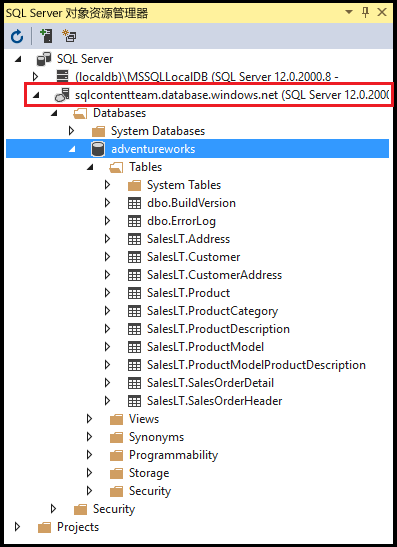 SQL Server 对象资源管理器
SQL Server
(localdb)\MSSQLLocalDB (SQL Server 12.0.2000.8 -
sqlcontentteam.database.windows.net (SQL Server 12.0.2000
Databases
System Databases
adventureworks
Tables
System Tables
dbo.BuildVersion
dbo.ErrorLog
SalesLT.Address
SalesLT.Customer
SalesLT.CustomerAddress
SalesLT.Product
SalesLT.ProductCategory
SalesLT.ProductDescription
SalesLT.ProductModel
SalesLT.ProductModelProductDescription
SalesLT.SalesOrderDetail
SalesLT.SalesOrderHeader
Views
Synonyms
Programmability
Storage
Security
Security
Projects